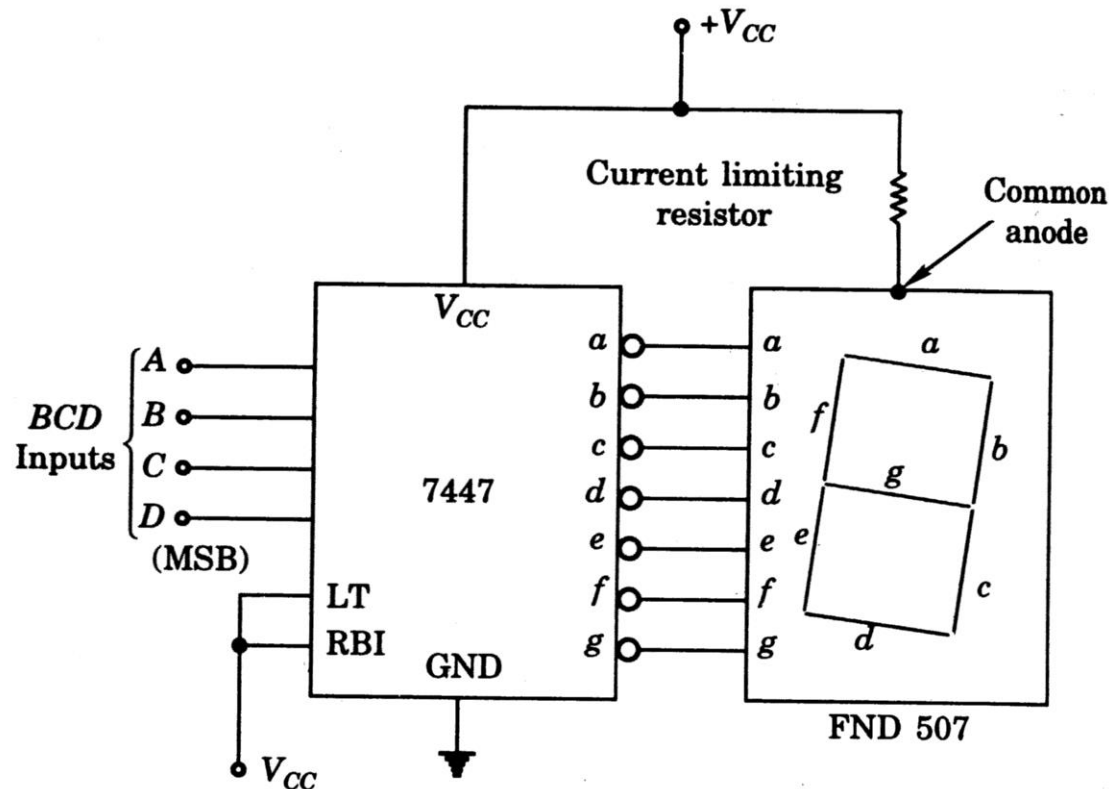 +V_CC
Current limiting
resistor
Common
anode
V_CC
A
B
C
D
BCD
Inputs
(MSB)
7447
LT
RBI
GND
V_CC
a
b
c
d
e
f
g
a
b
c
d
e
f
g
a
f
b
g
e
c
d
FND 507